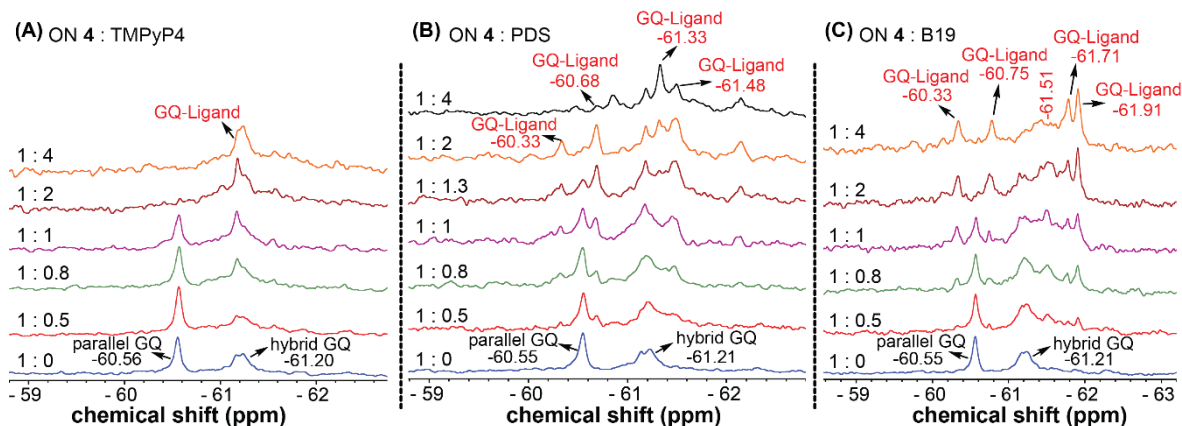 (A) ON 4 : TMPyP4
GQ-Ligand
1 : 4
1 : 2
1 : 1
1 : 0.8
1 : 0.5
1 : 0
parallel GQ
-60.56
hybrid GQ
-61.20
- 59
- 60
- 61
- 62
chemical shift (ppm)
(B) ON 4 : PDS
GQ-Ligand
-61.33
GQ-Ligand
-60.68
GQ-Ligand
-61.48
1 : 4
GQ-Ligand
-60.33
1 : 2
1 : 1.3
1 : 1
1 : 0.8
1 : 0.5
1 : 0
parallel GQ
-60.55
hybrid GQ
-61.21
- 59
- 60
- 61
- 62
chemical shift (ppm)
(C) ON 4 : B19
GQ-Ligand
-61.71
GQ-Ligand
-60.75
GQ-Ligand
-60.33
-61.51
GQ-Ligand
-61.91
1 : 4
1 : 2
1 : 1
1 : 0.8
1 : 0.5
1 : 0
parallel GQ
-60.55
hybrid GQ
-61.21
- 59
- 60
- 61
- 62
- 63
chemical shift (ppm)